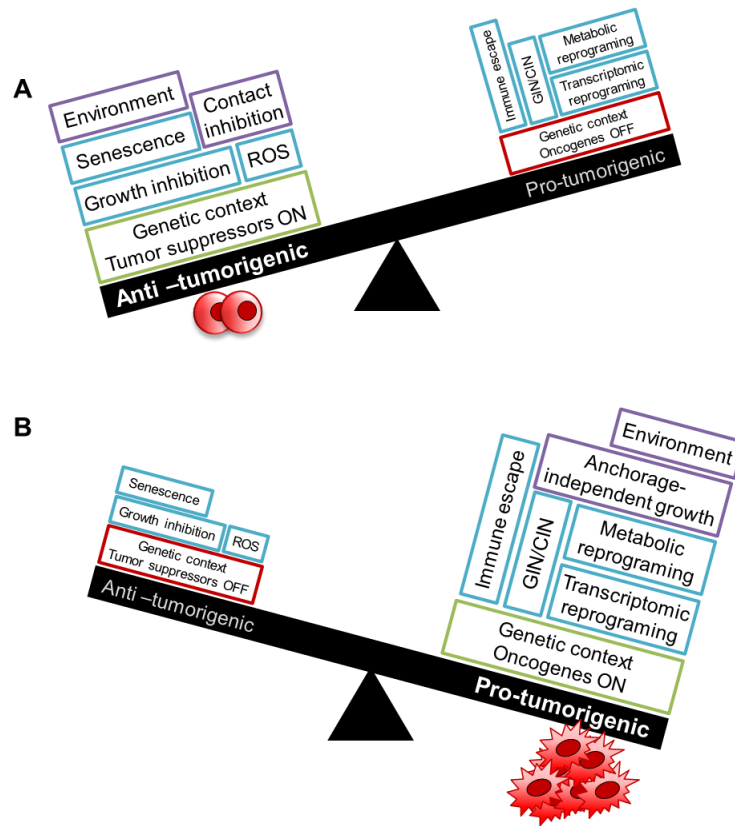 A
Environment
Contact
inhibition
Senescence
Growth inhibition
ROS
Genetic context
Tumor suppressors ON
Anti –tumorigenic
Immune escape
GIN/CIN
Metabolic
reprograming
Transcriptomic
reprograming
Genetic context
Oncogenes OFF
Pro-tumorigenic
B
Senescence
Growth inhibition
ROS
Genetic context
Tumor suppressors OFF
Anti –tumorigenic
Environment
Anchorage-
independent growth
Immune escape
GIN/CIN
Metabolic
reprograming
Transcriptomic
reprograming
Genetic context
Oncogenes ON
Pro-tumorigenic